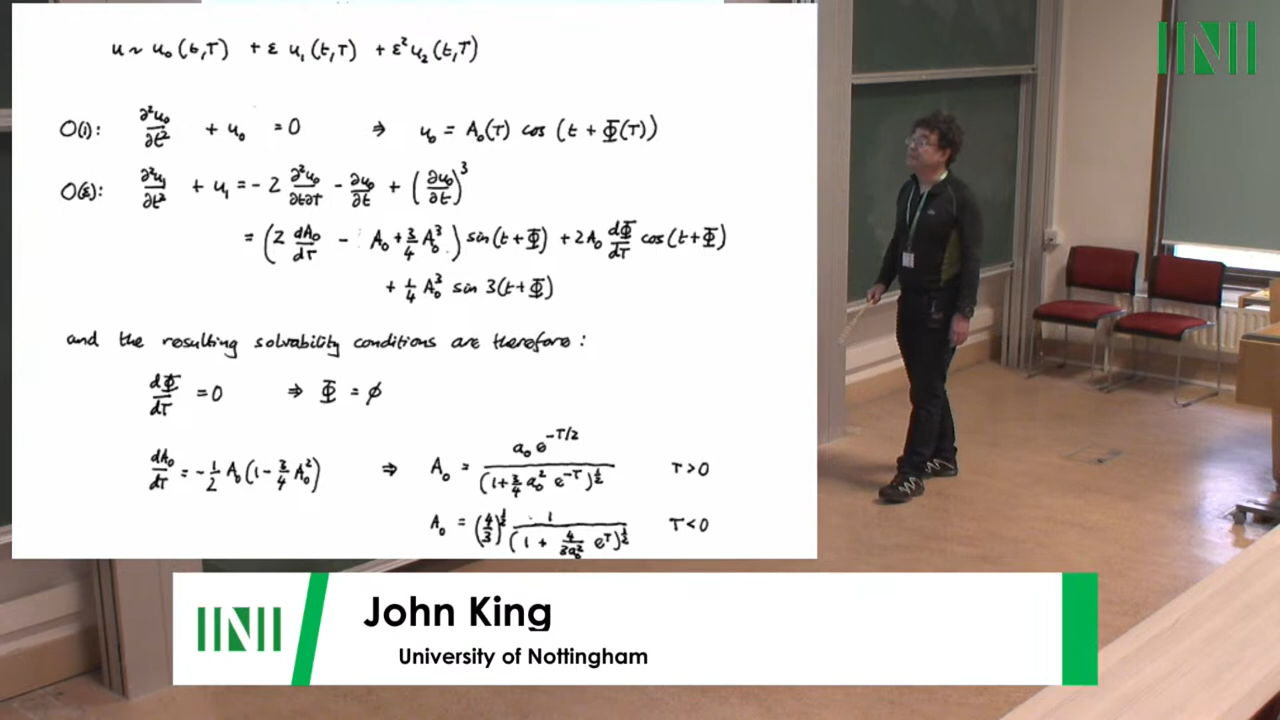 u ~ u₀(t,T) + ε u₁(t,T) + ε² u₂(t,T)
O(1): ∂²u₀/∂t² + u₀ = 0 ⇒ u₀ = A₀(T) cos (t + Φ(T))
O(ε): ∂²u₁/∂t² + u₁ = - 2 ∂²u₀/∂t∂T - ∂u₀/∂t + (∂u₀/∂t)³
= (2 dA₀/dT - A₀ + 3/4 A₀³) sin(t+Φ) + 2A₀ dΦ/dT cos(t+Φ)
+ 1/4 A₀³ sin 3(t+Φ)
and the resulting solvability conditions are therefore:
dΦ/dT = 0 ⇒ Φ = φ
dA₀/dT = -1/2 A₀(1 - 3/4 A₀²) ⇒ A₀ = a₀ e^(-T/2) / (1 + 3/4 a₀² e^(-T))^(1/2) T > 0
A₀ = (4/3)^(1/2) 1 / (1 + 4/(3a₀²) e^T)^(1/2) T < 0
INI
INI
John King
University of Nottingham